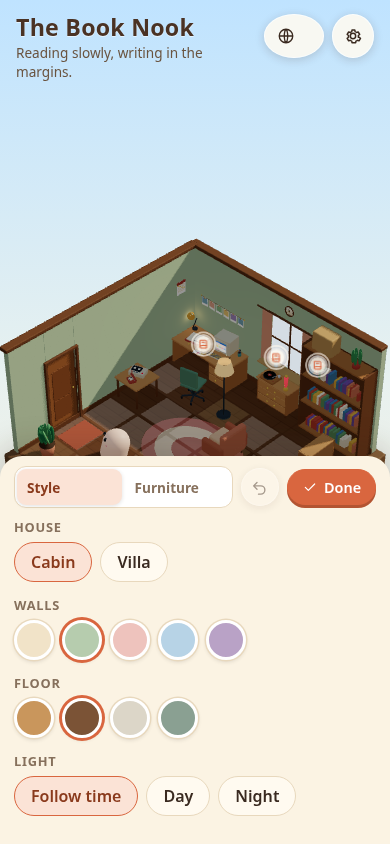 The Book Nook
Reading slowly, writing in the
margins.
Style
Furniture
Done
HOUSE
Cabin
Villa
WALLS
FLOOR
LIGHT
Follow time
Day
Night